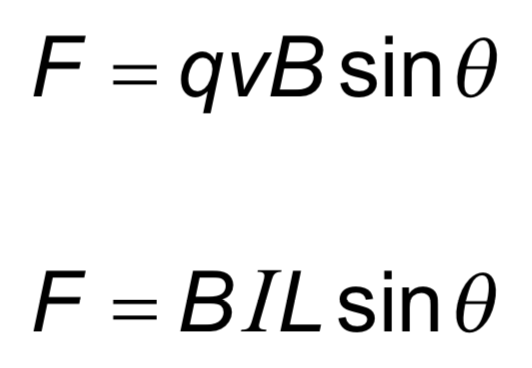 F = qvB sin θ
F = BIL sin θ